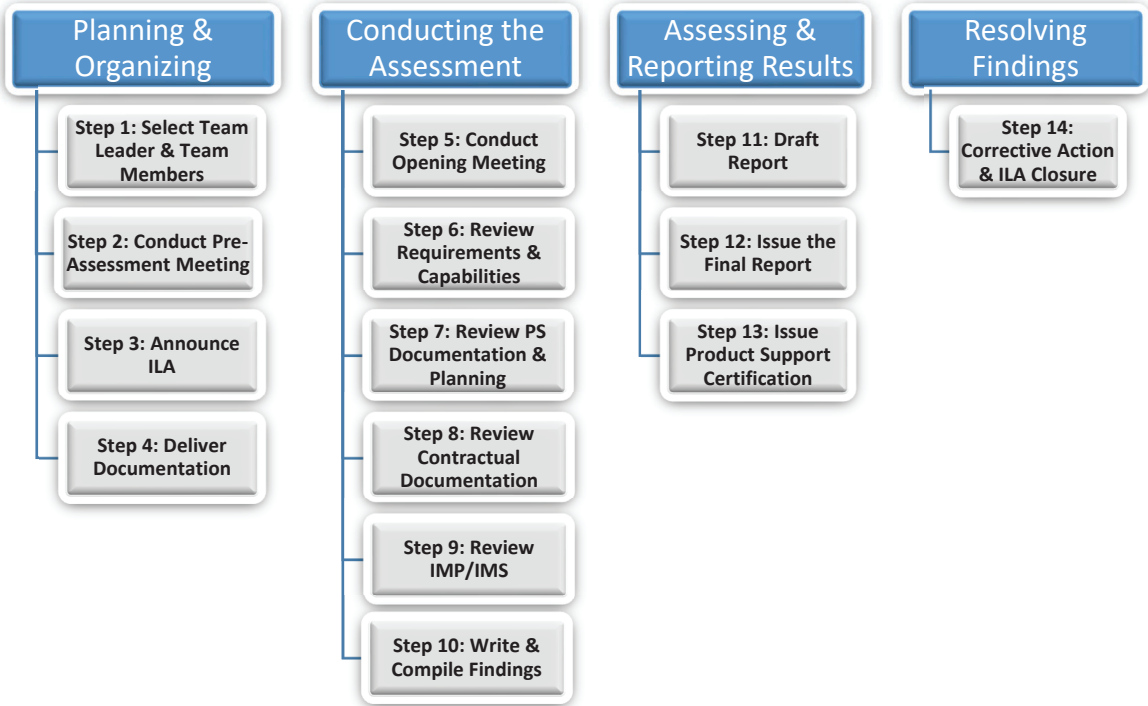 Planning &
Organizing
Step 1: Select Team
Leader & Team
Members
Step 2: Conduct Pre-
Assessment Meeting
Step 3: Announce
ILA
Step 4: Deliver
Documentation
Conducting the
Assessment
Step 5: Conduct
Opening Meeting
Step 6: Review
Requirements &
Capabilities
Step 7: Review PS
Documentation &
Planning
Step 8: Review
Contractual
Documentation
Step 9: Review
IMP/IMS
Step 10: Write &
Compile Findings
Assessing &
Reporting Results
Step 11: Draft
Report
Step 12: Issue the
Final Report
Step 13: Issue
Product Support
Certification
Resolving
Findings
Step 14:
Corrective Action
& ILA Closure